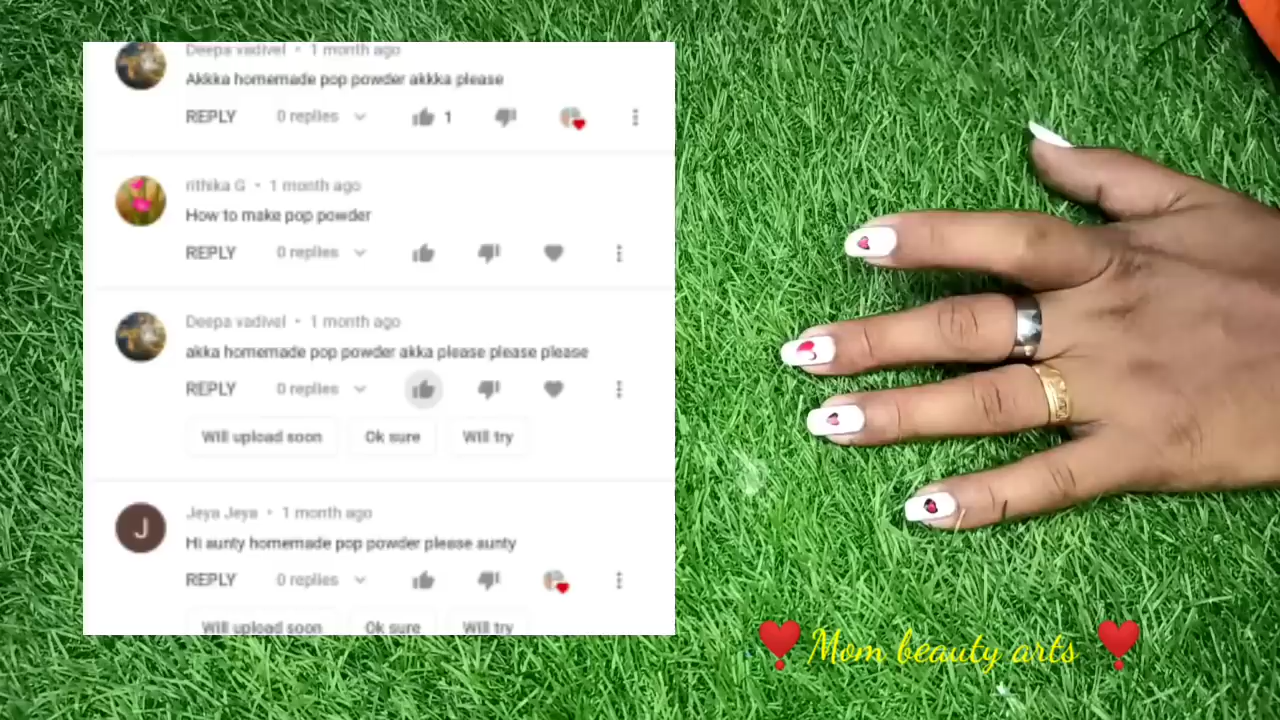 Deepa vadivel • 1 month ago
Akkka homemade pop powder akkka please
REPLY 0 replies 1
rithika G • 1 month ago
How to make pop powder
REPLY 0 replies
Deepa vadivel • 1 month ago
akka homemade pop powder akka please please please
REPLY 0 replies
Will upload soon Ok sure Will try
J
Jeya Jeya • 1 month ago
Hi aunty homemade pop powder please aunty
REPLY 0 replies
Will upload soon Ok sure Will try
Mom beauty arts